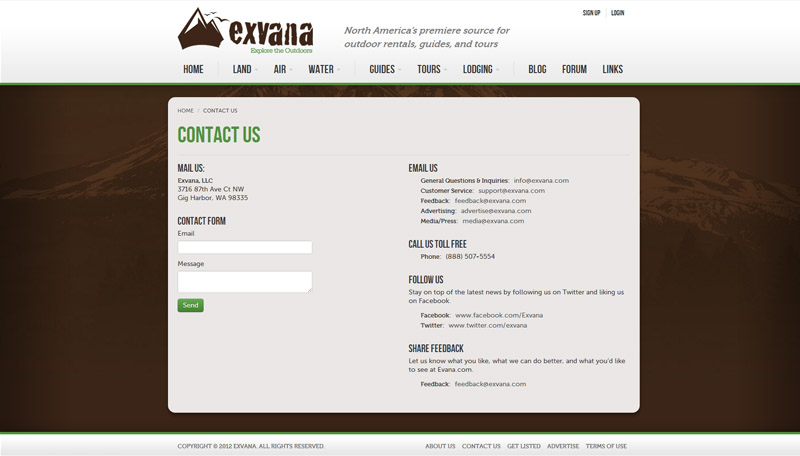 SIGN UP LOGIN
exvana
Explore the Outdoors
North America's premiere source for
outdoor rentals, guides, and tours
HOME LAND AIR WATER GUIDES TOURS LODGING BLOG FORUM LINKS
HOME / CONTACT US
CONTACT US
MAIL US:
Exvana, LLC
3716 87th Ave Ct NW
Gig Harbor, WA 98335
CONTACT FORM
Email
Message
Send
EMAIL US
General Questions & Inquiries: info@exvana.com
Customer Service: support@exvana.com
Feedback: feedback@exvana.com
Advertising: advertise@exvana.com
Media/Press: media@exvana.com
CALL US TOLL FREE
Phone: (888) 507-5554
FOLLOW US
Stay on top of the latest news by following us on Twitter and liking us
on Facebook.
Facebook: www.facebook.com/Exvana
Twitter: www.twitter.com/exvana
SHARE FEEDBACK
Let us know what you like, what we can do better, and what you'd like
to see at Evana.com.
Feedback: feedback@exvana.com
COPYRIGHT © 2012 EXVANA. ALL RIGHTS RESERVED.
ABOUT US CONTACT US GET LISTED ADVERTISE TERMS OF USE